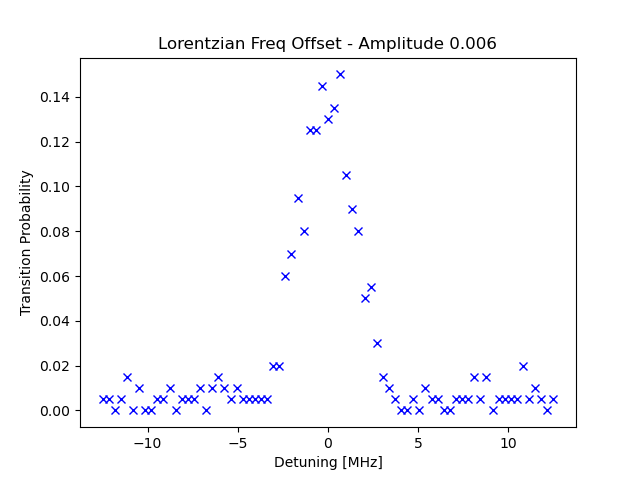 Lorentzian Freq Offset - Amplitude 0.006
Transition Probability
0.14
0.12
0.10
0.08
0.06
0.04
0.02
0.00
−10 −5 0 5 10
Detuning [MHz]